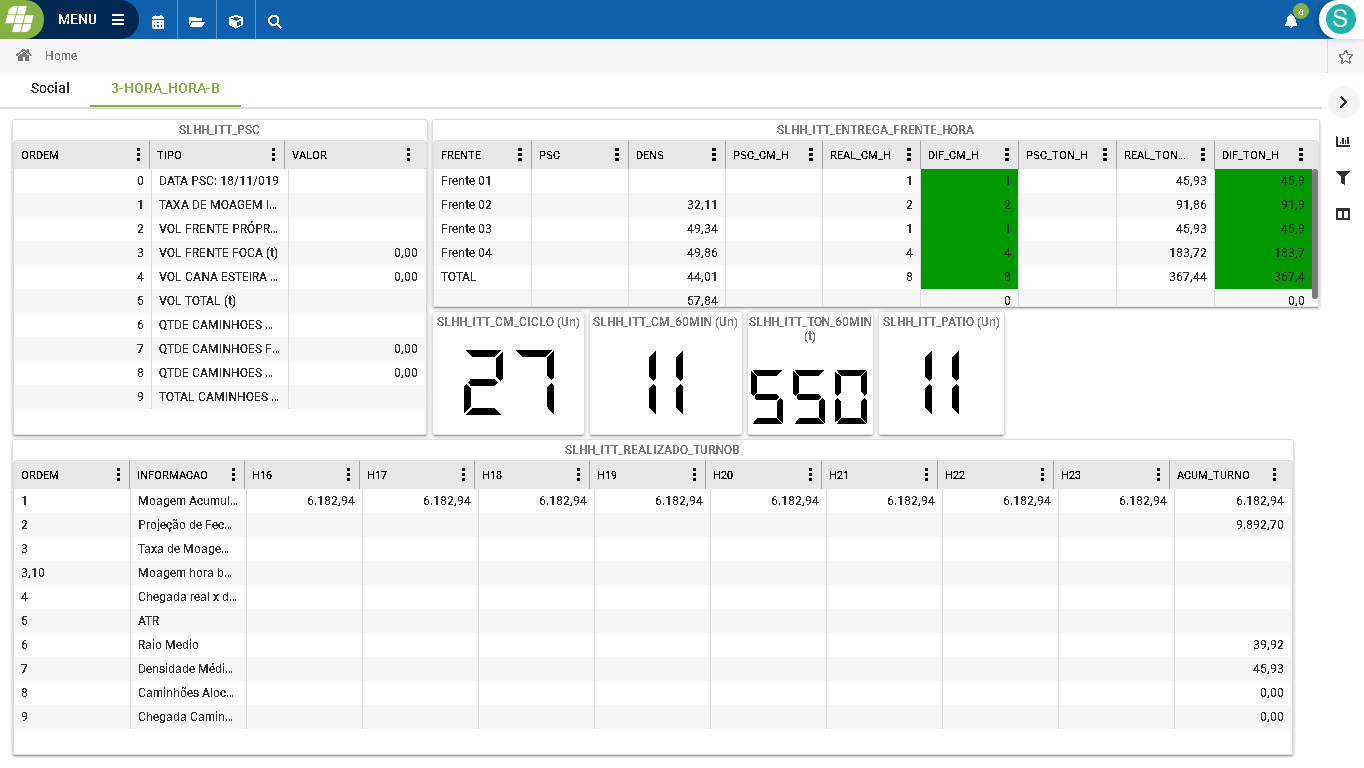 MENU
0
S
Home
Social 3-HORA_HORA-B
SLHH_ITT_PSC
ORDEM TIPO VALOR
0 DATA PSC: 18/11/019
1 TAXA DE MOAGEM I...
2 VOL FRENTE PRÓPR...
3 VOL FRENTE FOCA (t) 0,00
4 VOL CANA ESTEIRA ... 0,00
5 VOL TOTAL (t)
6 QTDE CAMINHOES ...
7 QTDE CAMINHOES F... 0,00
8 QTDE CAMINHOES ... 0,00
9 TOTAL CAMINHOES ...
SLHH_ITT_ENTREGA_FRENTE_HORA
FRENTE PSC DENS PSC_CM_H REAL_CM_H DIF_CM_H PSC_TON_H REAL_TON... DIF_TON_H
Frente 01 1 1 45,93 45,9
Frente 02 32,11 2 2 91,86 91,9
Frente 03 49,34 1 1 45,93 45,9
Frente 04 49,86 4 4 183,72 183,7
TOTAL 44,01 8 8 367,44 367,4
57,84 0 0,0
SLHH_ITT_CM_CICLO (Un)
27
SLHH_ITT_CM_60MIN (Un)
11
SLHH_ITT_TON_60MIN
(t)
550
SLHH_ITT_PATIO (Un)
11
SLHH_ITT_REALIZADO_TURNOB
ORDEM INFORMACAO H16 H17 H18 H19 H20 H21 H22 H23 ACUM_TURNO
1 Moagem Acumul... 6.182,94 6.182,94 6.182,94 6.182,94 6.182,94 6.182,94 6.182,94 6.182,94 6.182,94
2 Projeção de Fec... 9.892,70
3 Taxa de Moage...
3,10 Moagem hora b...
4 Chegada real x d...
5 ATR
6 Raio Medio 39,92
7 Densidade Médi... 45,93
8 Caminhões Aloc... 0,00
9 Chegada Camin... 0,00